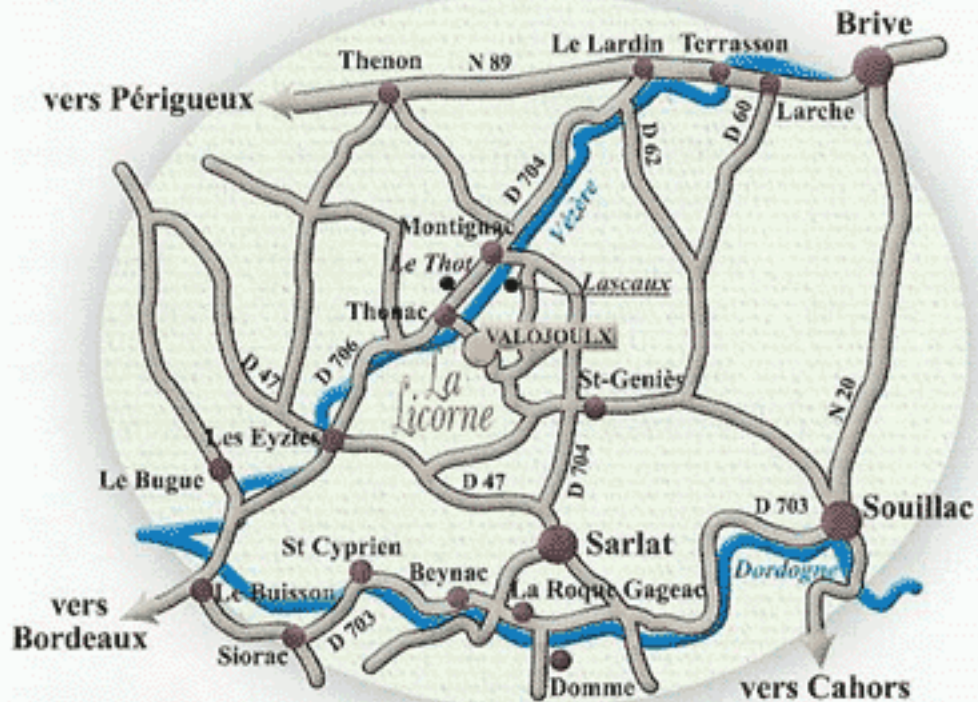 Brive
Le Lardin
Terrasson
Thenon
N 89
vers Périgueux
Larche
D 60
D 62
D 704
Vézère
Montignac
Le Thot
Lascaux
Thonac
VALOJOULX
D 706
D 47
La
Licorne
St-Geniès
N 20
Les Eyzies
Le Bugue
D 47
D 704
D 703
Souillac
St Cyprien
Sarlat
Beynac
Dordogne
Le Buisson
La Roque Gageac
vers
Bordeaux
D 703
Siorac
Domme
vers Cahors